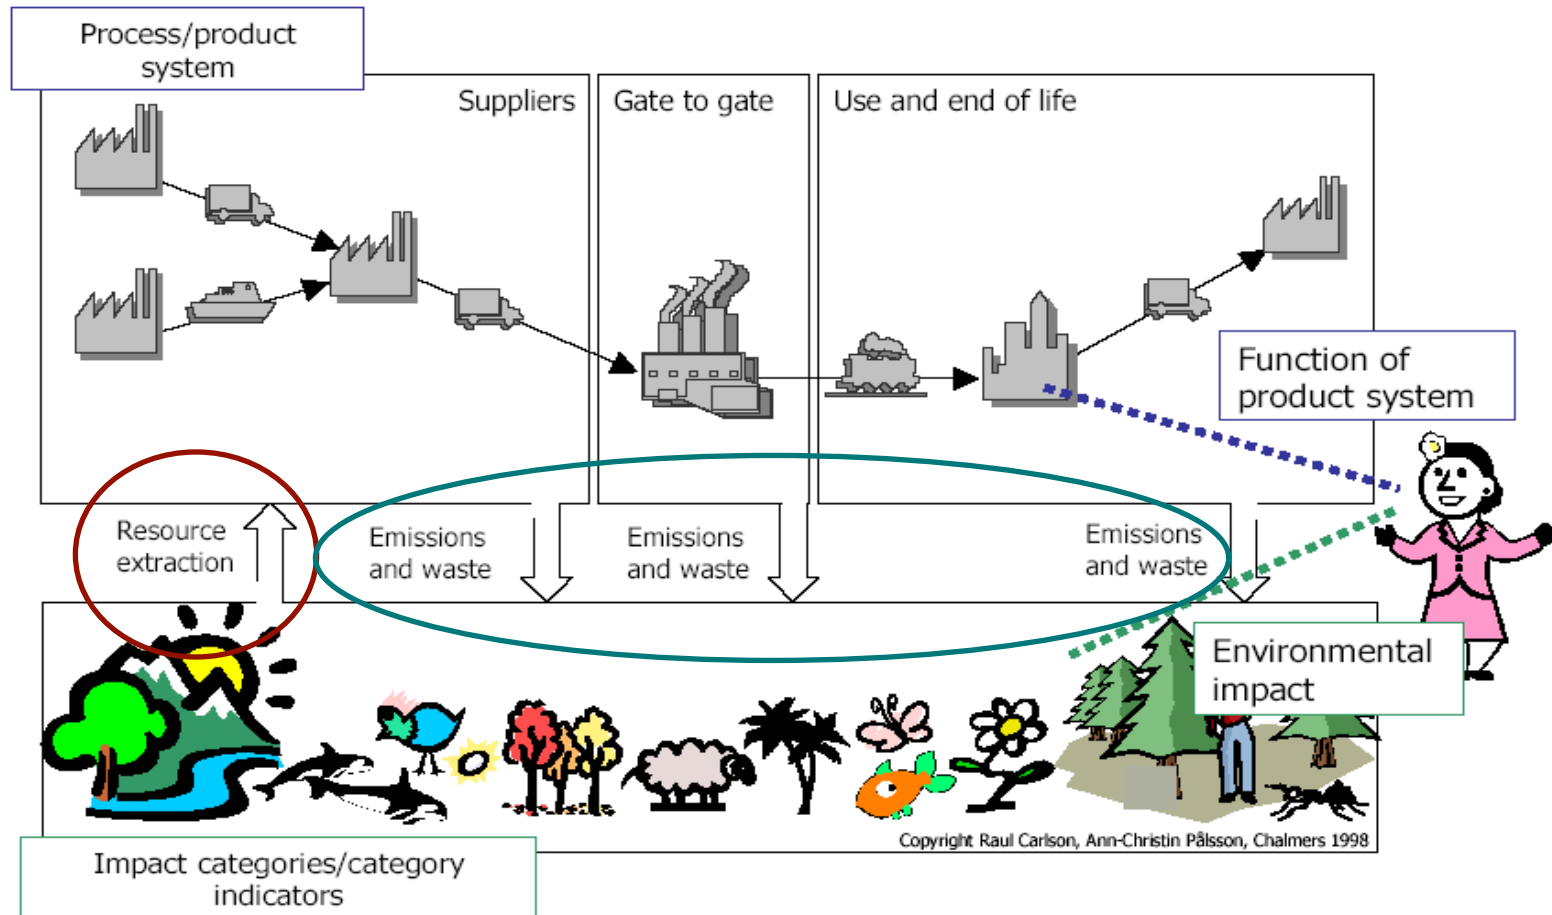 Process/product
system
Suppliers
Gate to gate
Use and end of life
Function of
product system
Resource
extraction
Emissions
and waste
Emissions
and waste
Emissions
and waste
Environmental
impact
Copyright Raul Carlson, Ann-Christin Pålsson, Chalmers 1998
Impact categories/category
indicators